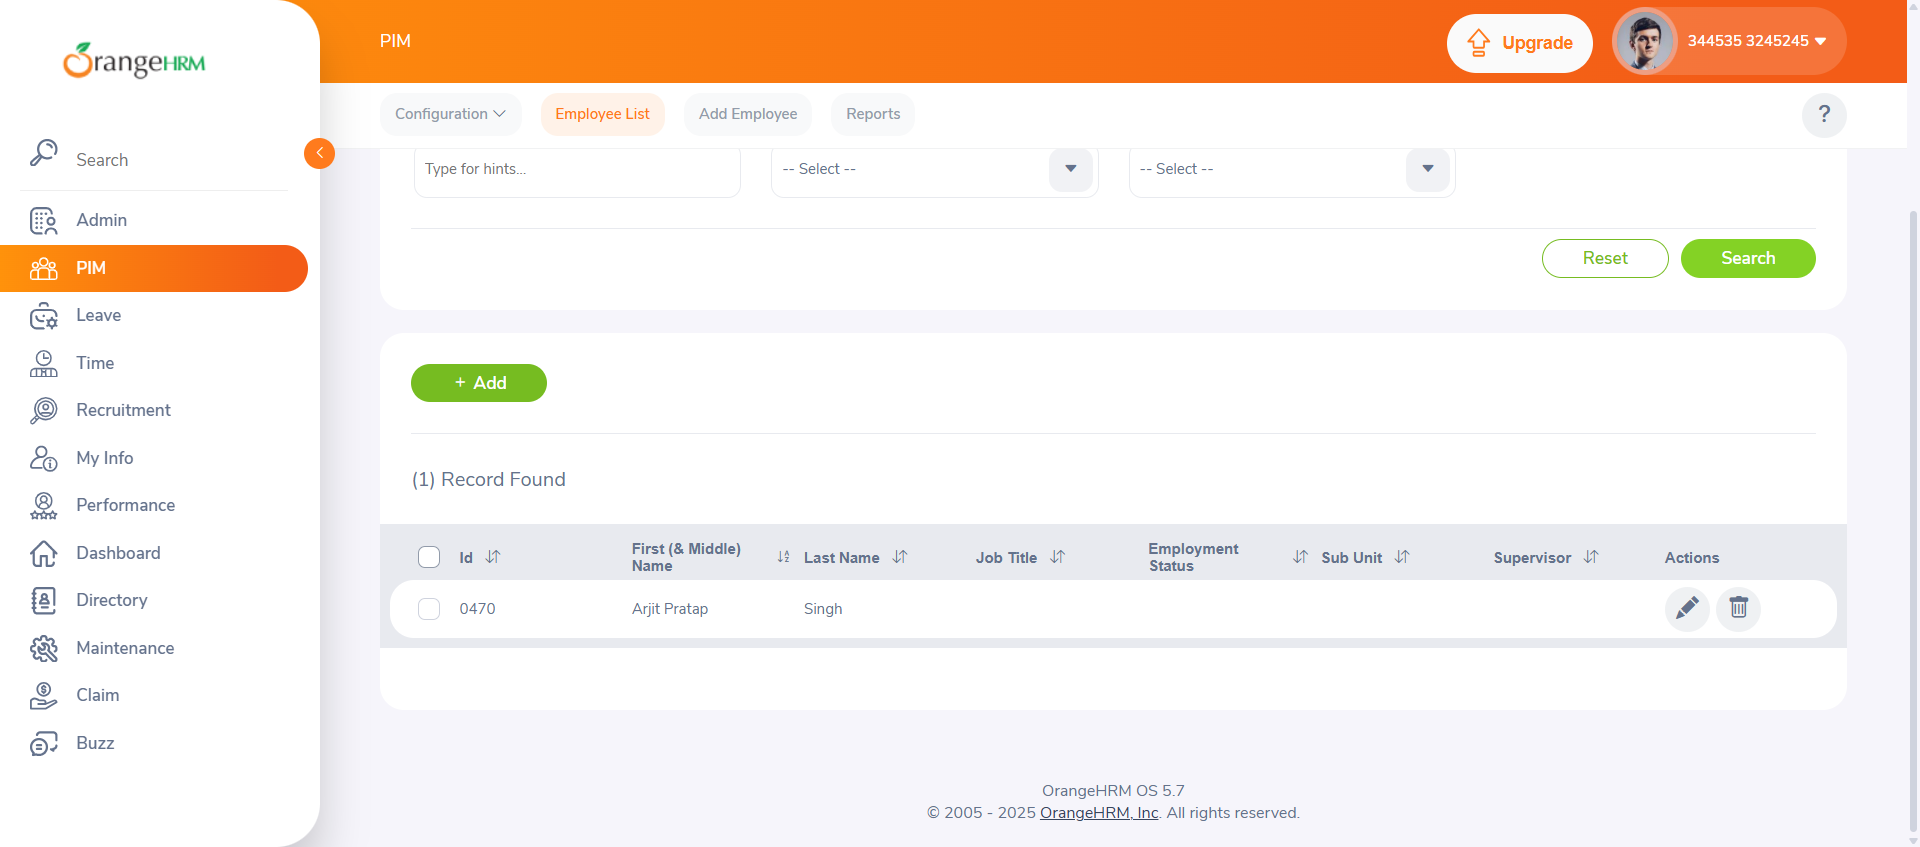 OrangeHRM
PIM
Upgrade
344535 3245245
Configuration
Employee List
Add Employee
Reports
?
Search
Admin
PIM
Leave
Time
Recruitment
My Info
Performance
Dashboard
Directory
Maintenance
Claim
Buzz
Type for hints...
-- Select --
-- Select --
Reset
Search
+ Add
(1) Record Found
Id
First (& Middle)
Name
Last Name
Job Title
Employment
Status
Sub Unit
Supervisor
Actions
0470
Arjit Pratap
Singh
OrangeHRM OS 5.7
© 2005 - 2025 OrangeHRM, Inc. All rights reserved.